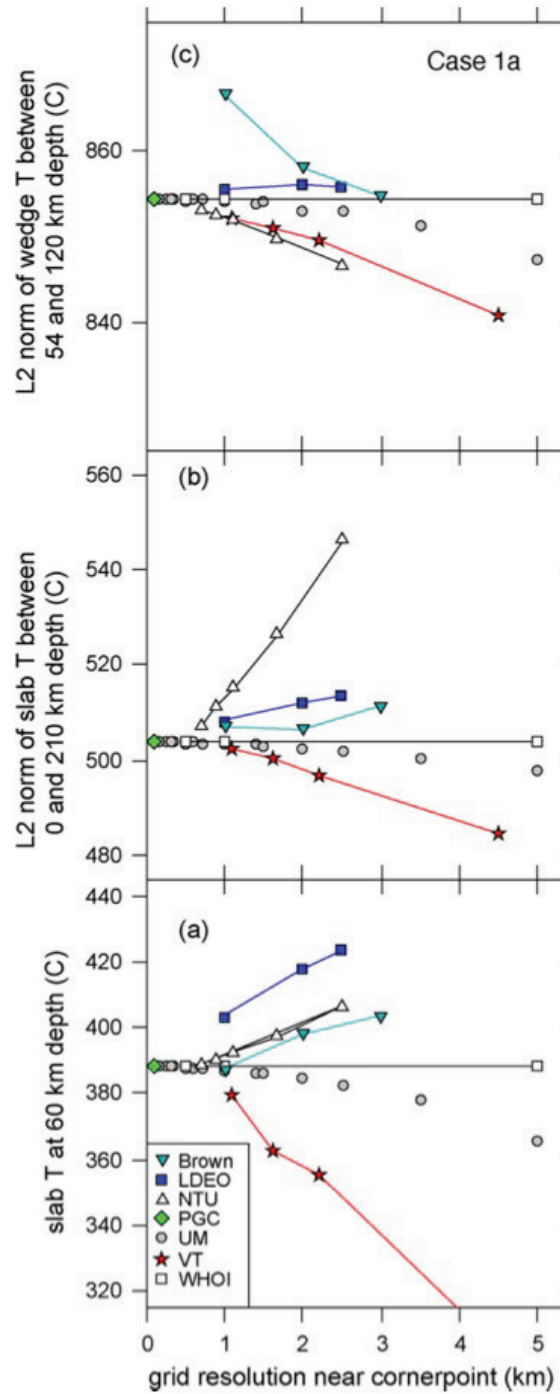 (c)
Case 1a
L2 norm of wedge T between
54 and 120 km depth (C)
860
840
(b)
L2 norm of slab T between
0 and 210 km depth (C)
560
540
520
500
480
(a)
slab T at 60 km depth (C)
440
420
400
380
360
340
320
Brown
LDEO
NTU
PGC
UM
VT
WHOI
0 1 2 3 4 5
grid resolution near cornerpoint (km)